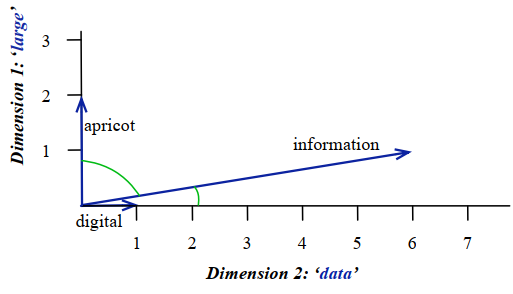 Dimension 1: ‘large’
3
2
1
apricot
information
digital
1 2 3 4 5 6 7
Dimension 2: ‘data’